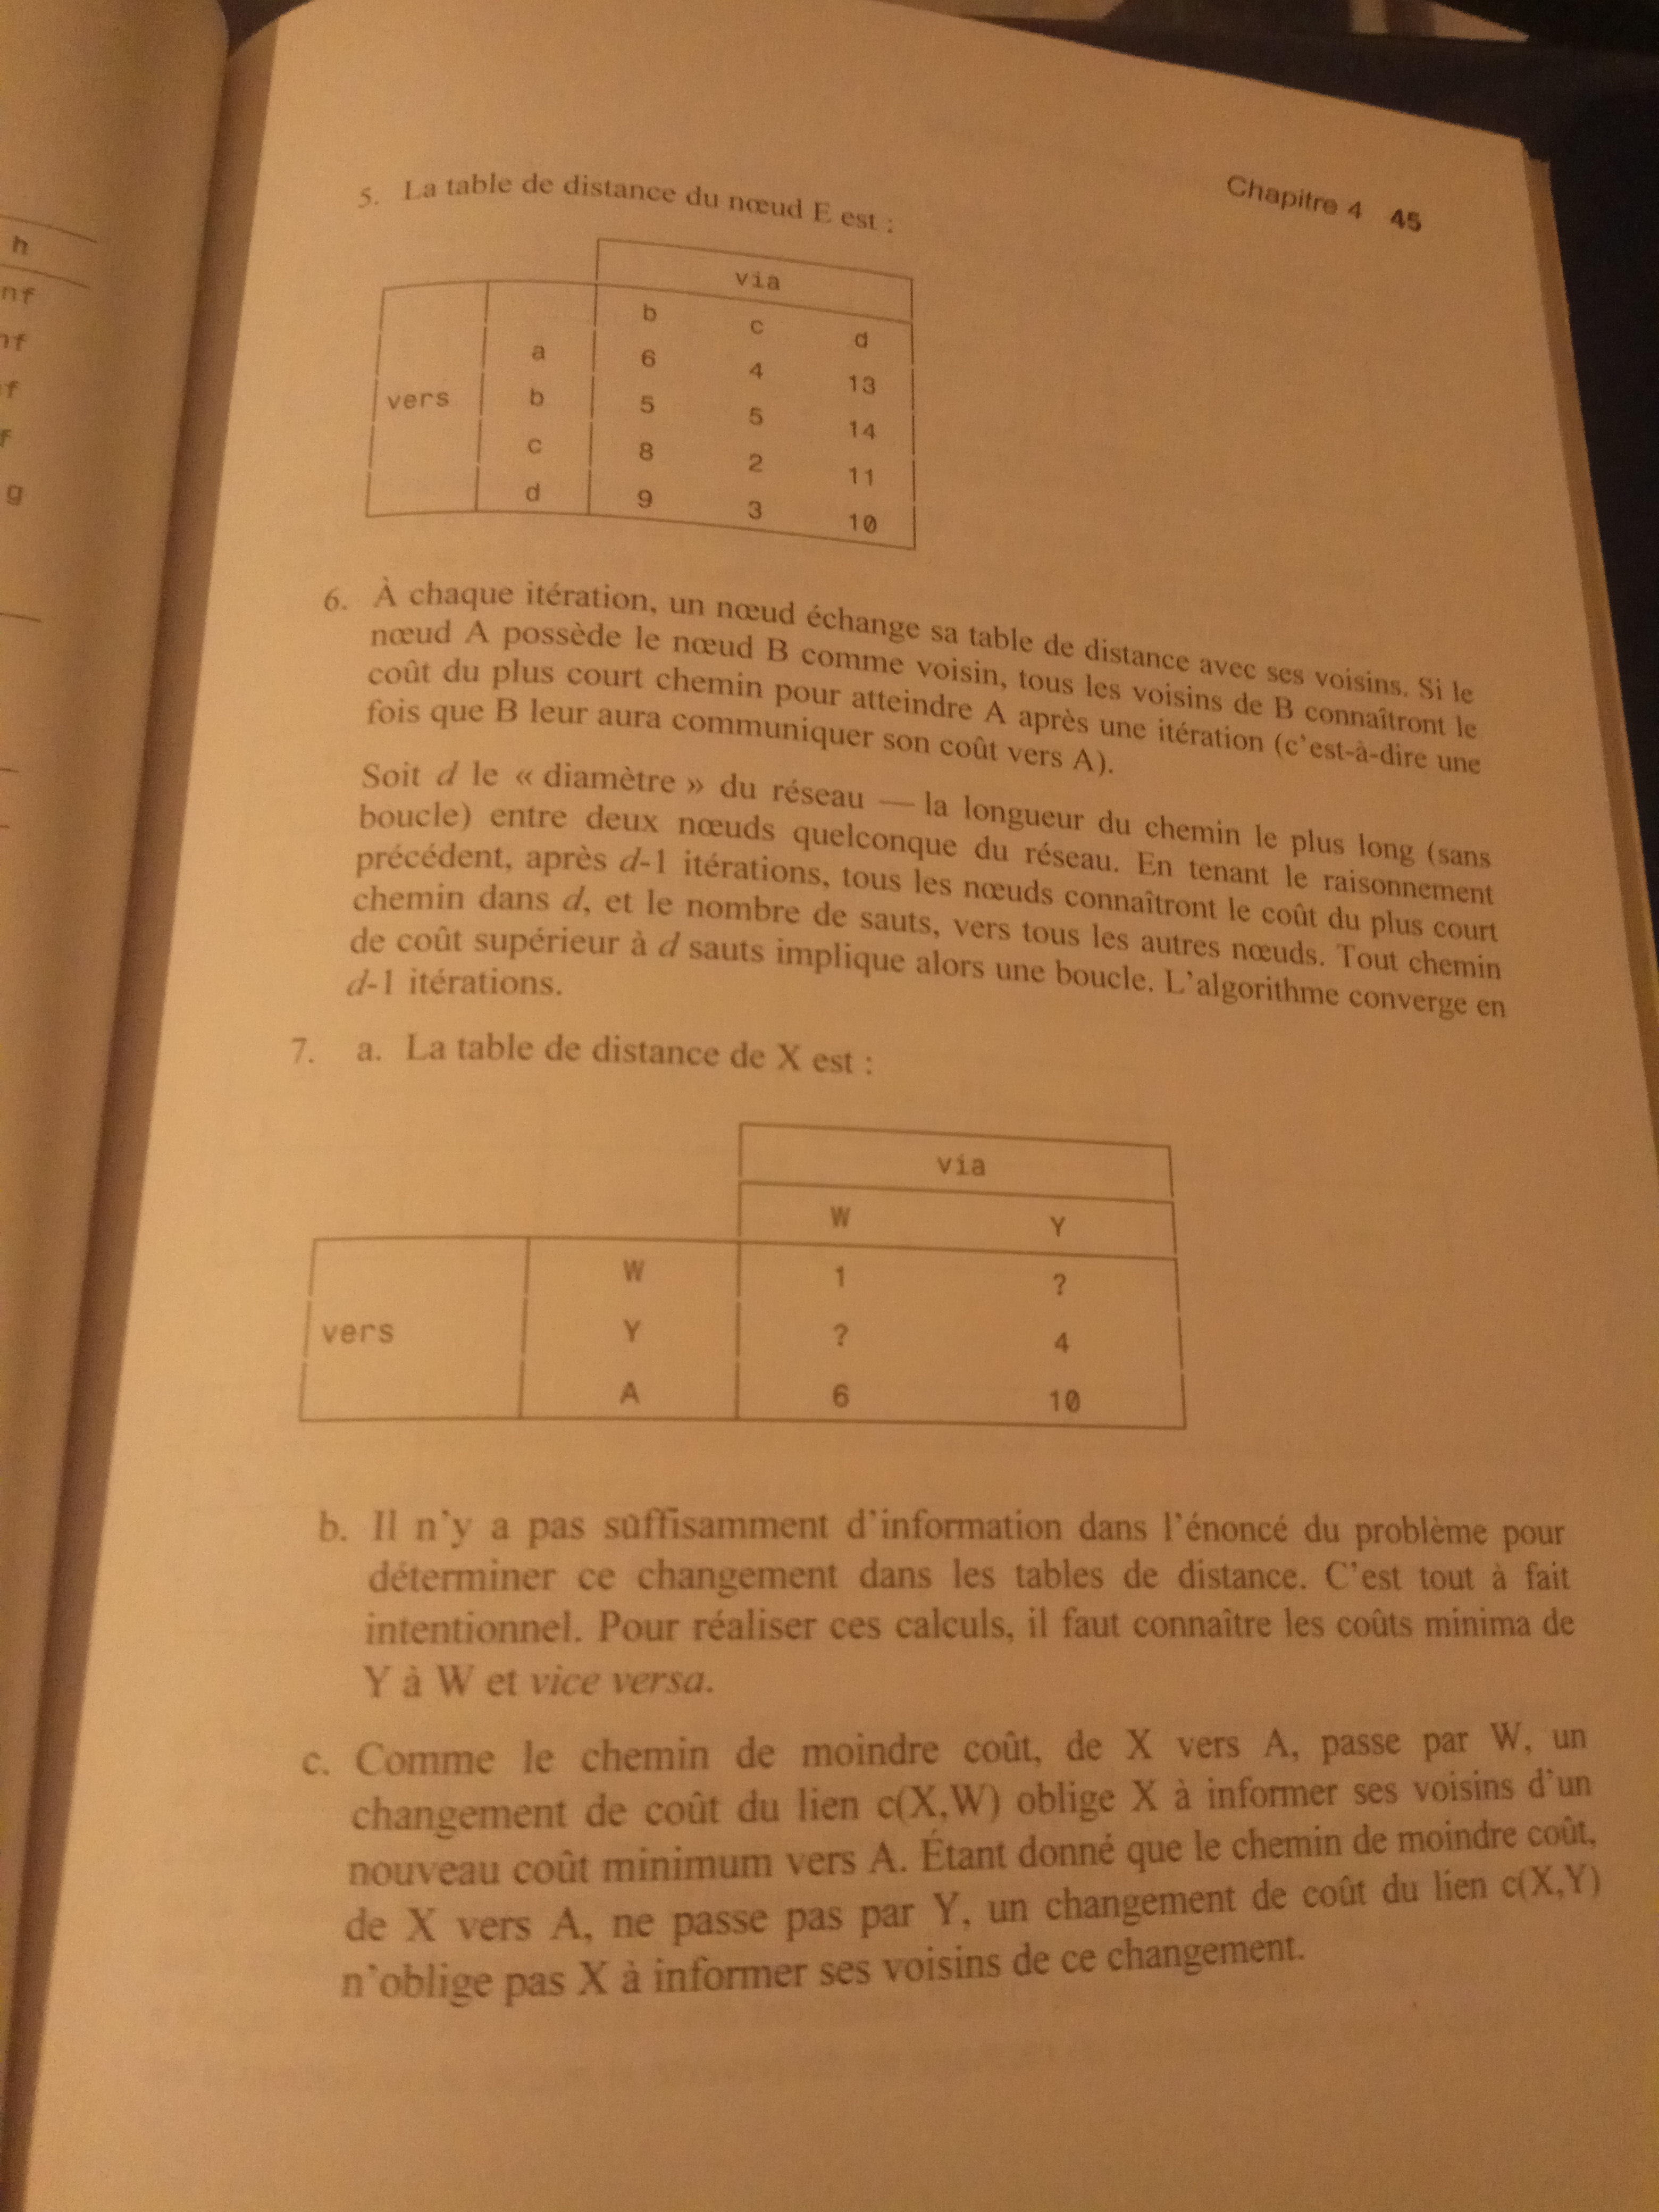 h
nf
nf
f
f
g
Chapitre 4 45
5. La table de distance du nœud E est :
via
b c d
a 6 4 13
vers b 5 5 14
c 8 2 11
d 9 3 10
6. À chaque itération, un nœud échange sa table de distance avec ses voisins. Si le
nœud A possède le nœud B comme voisin, tous les voisins de B connaîtront le
coût du plus court chemin pour atteindre A après une itération (c'est-à-dire une
fois que B leur aura communiquer son coût vers A).
Soit d le « diamètre » du réseau — la longueur du chemin le plus long (sans
boucle) entre deux nœuds quelconque du réseau. En tenant le raisonnement
précédent, après d-1 itérations, tous les nœuds connaîtront le coût du plus court
chemin dans d, et le nombre de sauts, vers tous les autres nœuds. Tout chemin
de coût supérieur à d sauts implique alors une boucle. L'algorithme converge en
d-1 itérations.
7. a. La table de distance de X est :
via
W Y
W 1 ?
vers Y ? 4
A 6 10
b. Il n'y a pas suffisamment d'information dans l'énoncé du problème pour
déterminer ce changement dans les tables de distance. C'est tout à fait
intentionnel. Pour réaliser ces calculs, il faut connaître les coûts minima de
Y à W et vice versa.
c. Comme le chemin de moindre coût, de X vers A, passe par W, un
changement de coût du lien c(X,W) oblige X à informer ses voisins d'un
nouveau coût minimum vers A. Étant donné que le chemin de moindre coût,
de X vers A, ne passe pas par Y, un changement de coût du lien c(X,Y)
n'oblige pas X à informer ses voisins de ce changement.